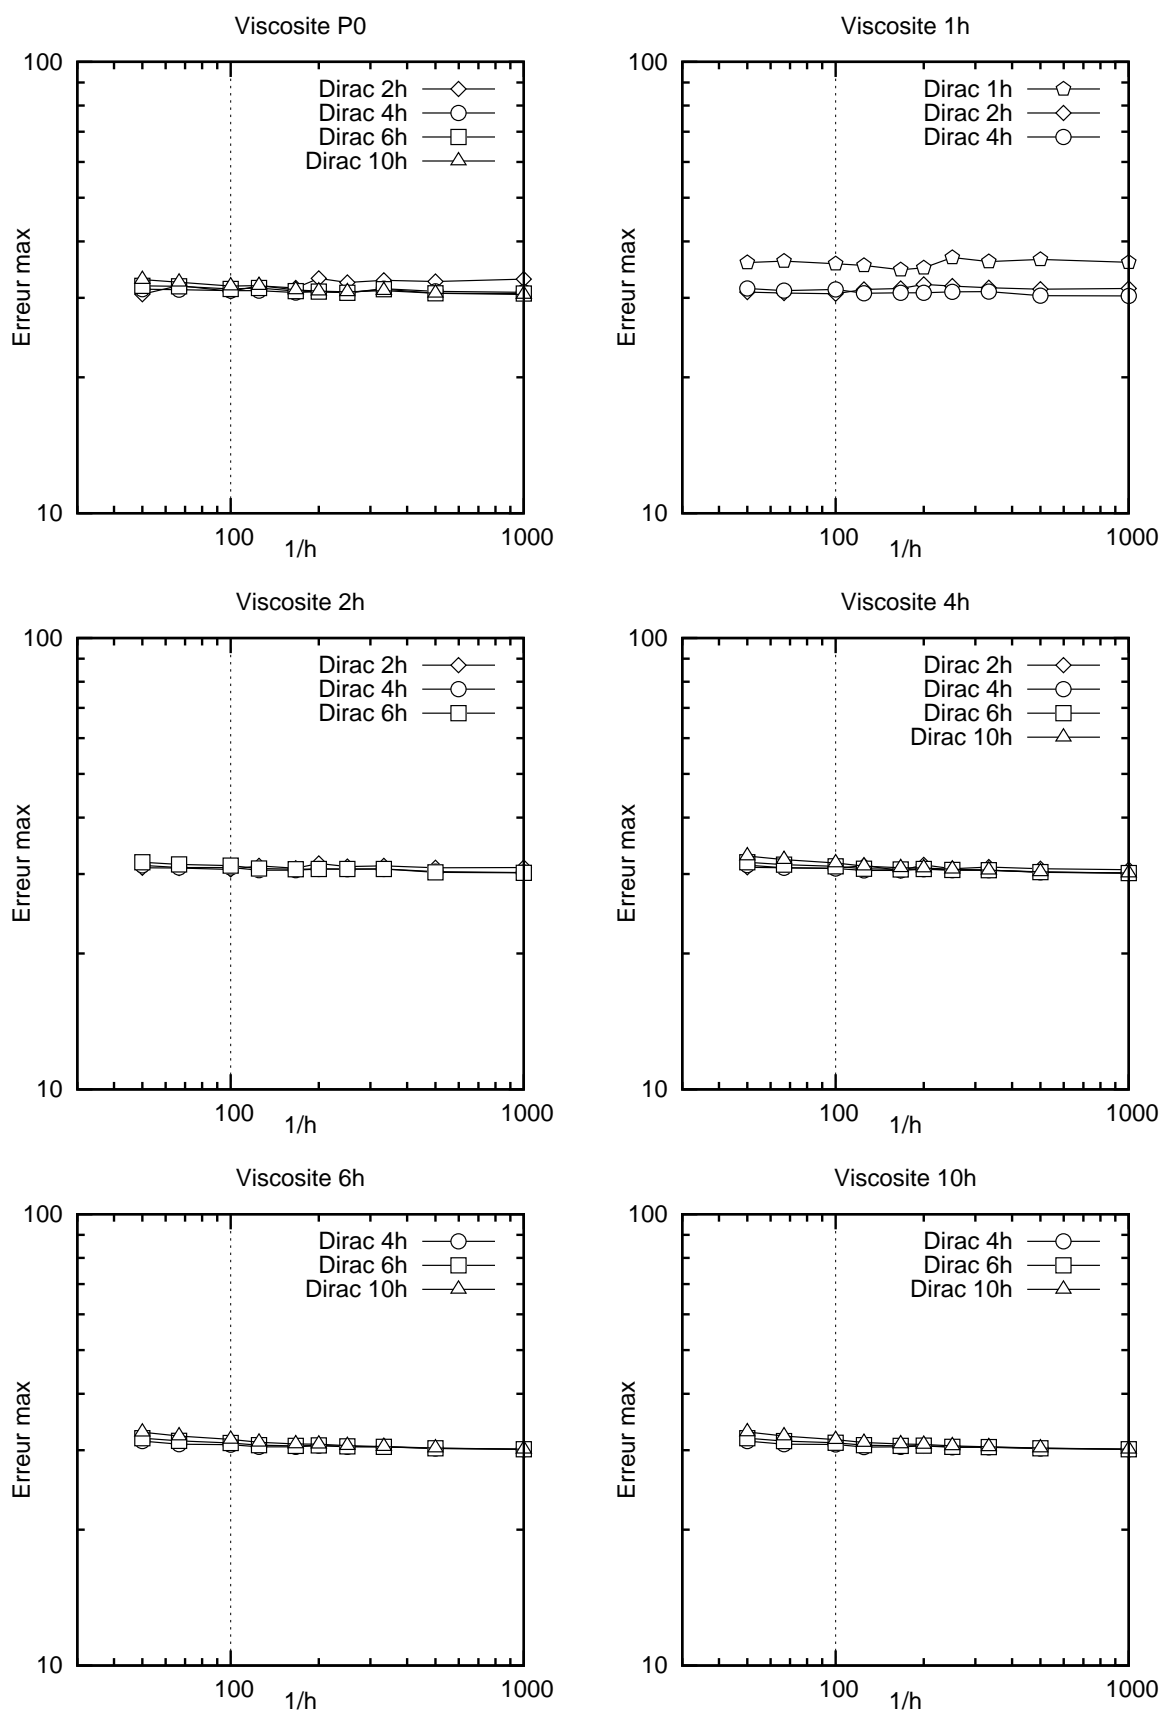 Viscosite P0
100
Dirac 2h
Dirac 4h
Dirac 6h
Dirac 10h
Erreur max
10
100
1000
1/h
Viscosite 1h
100
Dirac 1h
Dirac 2h
Dirac 4h
Erreur max
10
100
1000
1/h
Viscosite 2h
100
Dirac 2h
Dirac 4h
Dirac 6h
Erreur max
10
100
1000
1/h
Viscosite 4h
100
Dirac 2h
Dirac 4h
Dirac 6h
Dirac 10h
Erreur max
10
100
1000
1/h
Viscosite 6h
100
Dirac 4h
Dirac 6h
Dirac 10h
Erreur max
10
100
1000
1/h
Viscosite 10h
100
Dirac 4h
Dirac 6h
Dirac 10h
Erreur max
10
100
1000
1/h